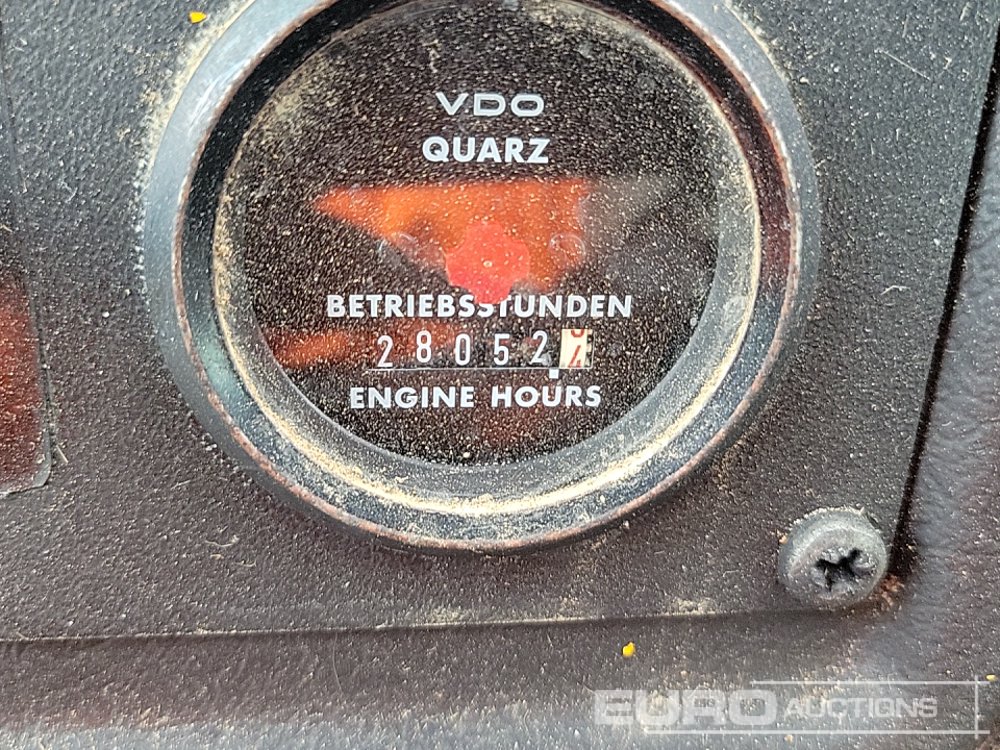 VDO
QUARZ
BETRIEBSSTUNDEN
28052
ENGINE HOURS
EURO AUCTIONS